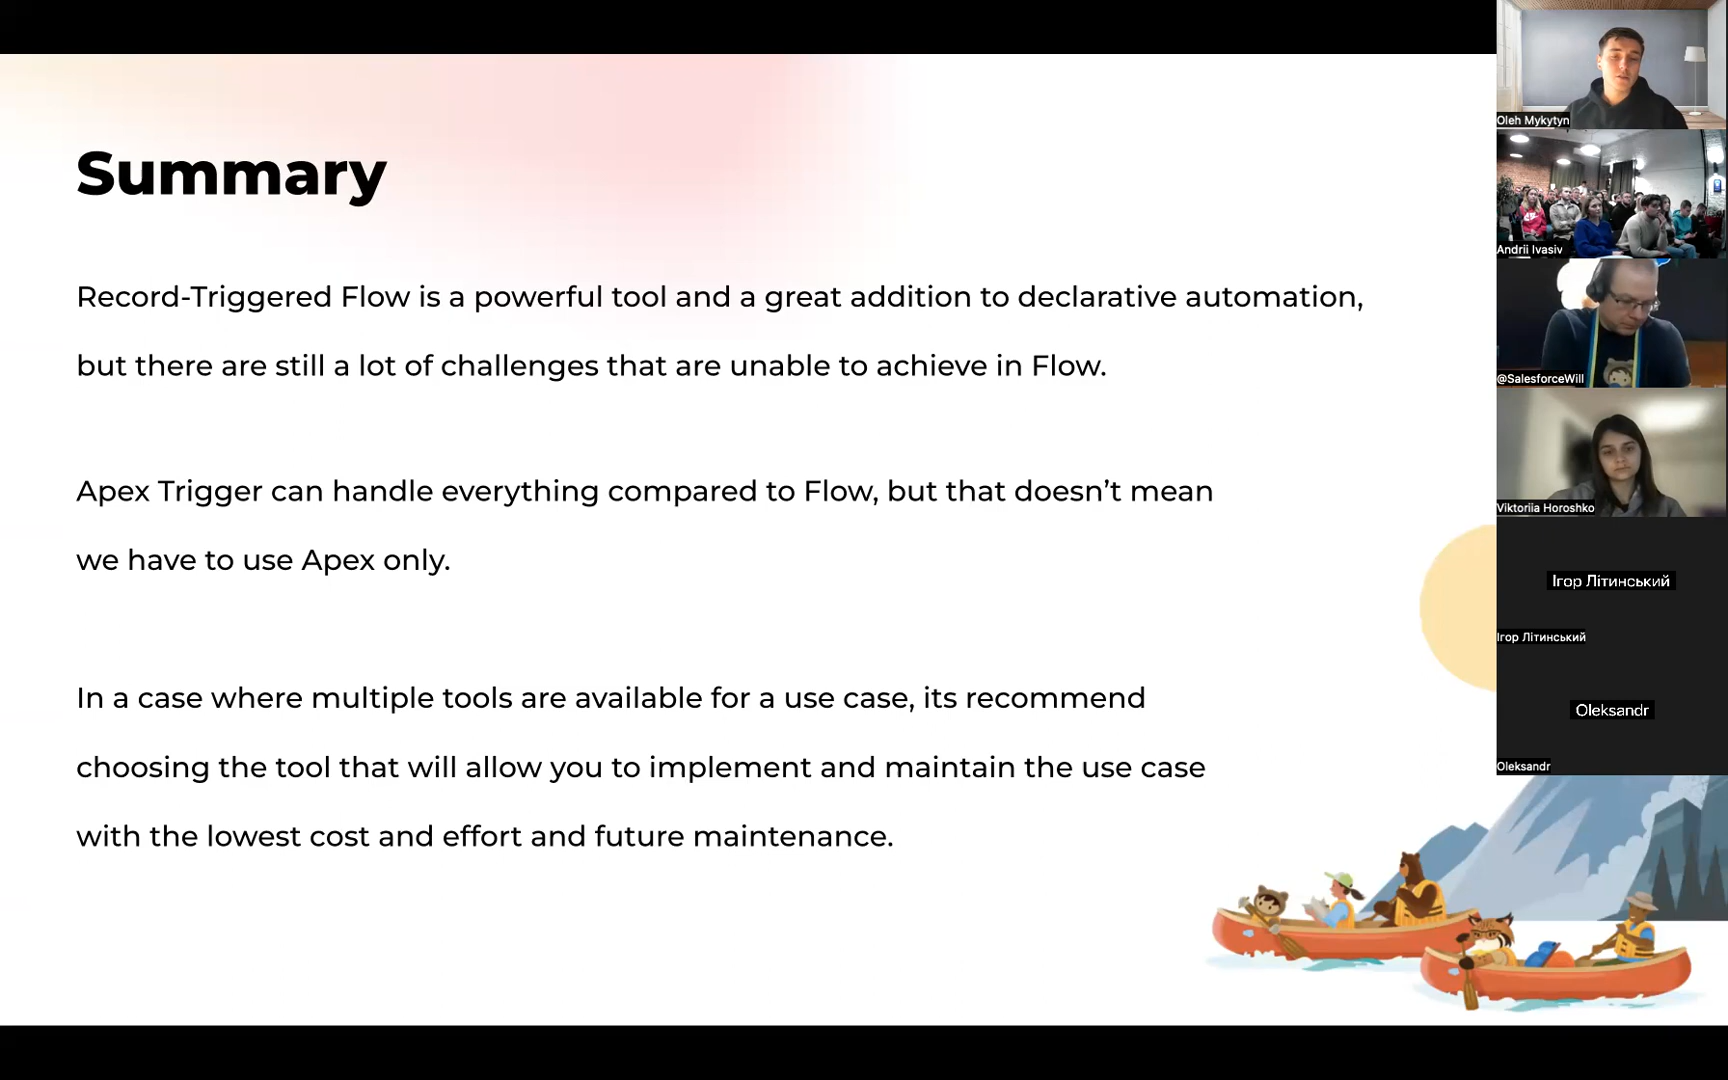 Summary
Record-Triggered Flow is a powerful tool and a great addition to declarative automation,
but there are still a lot of challenges that are unable to achieve in Flow.
Apex Trigger can handle everything compared to Flow, but that doesn’t mean
we have to use Apex only.
In a case where multiple tools are available for a use case, its recommend
choosing the tool that will allow you to implement and maintain the use case
with the lowest cost and effort and future maintenance.
Oleh Mykytyn
Andrii Ivasiv
@SalesforceWill
Viktoriia Horoshko
Ігор Літинський
Ігор Літинський
Oleksandr
Oleksandr